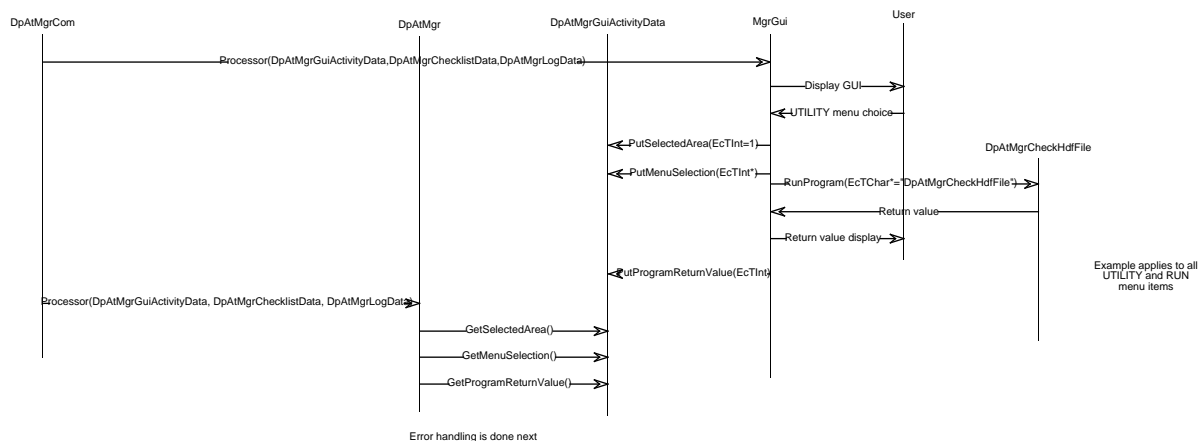 DpAtMgrCom
DpAtMgr
DpAtMgrGuiActivityData
MgrGui
User
Processor(DpAtMgrGuiActivityData,DpAtMgrChecklistData,DpAtMgrLogData)
Display GUI
UTILITY menu choice
PutSelectedArea(EcTInt=1)
DpAtMgrCheckHdfFile
PutMenuSelection(EcTInt*)
RunProgram(EcTChar*="DpAtMgrCheckHdfFile")
Return value
Return value display
PutProgramReturnValue(EcTInt)
Example applies to all
UTILITY and RUN
menu items
Processor(DpAtMgrGuiActivityData, DpAtMgrChecklistData, DpAtMgrLogData)
GetSelectedArea()
GetMenuSelection()
GetProgramReturnValue()
Error handling is done next